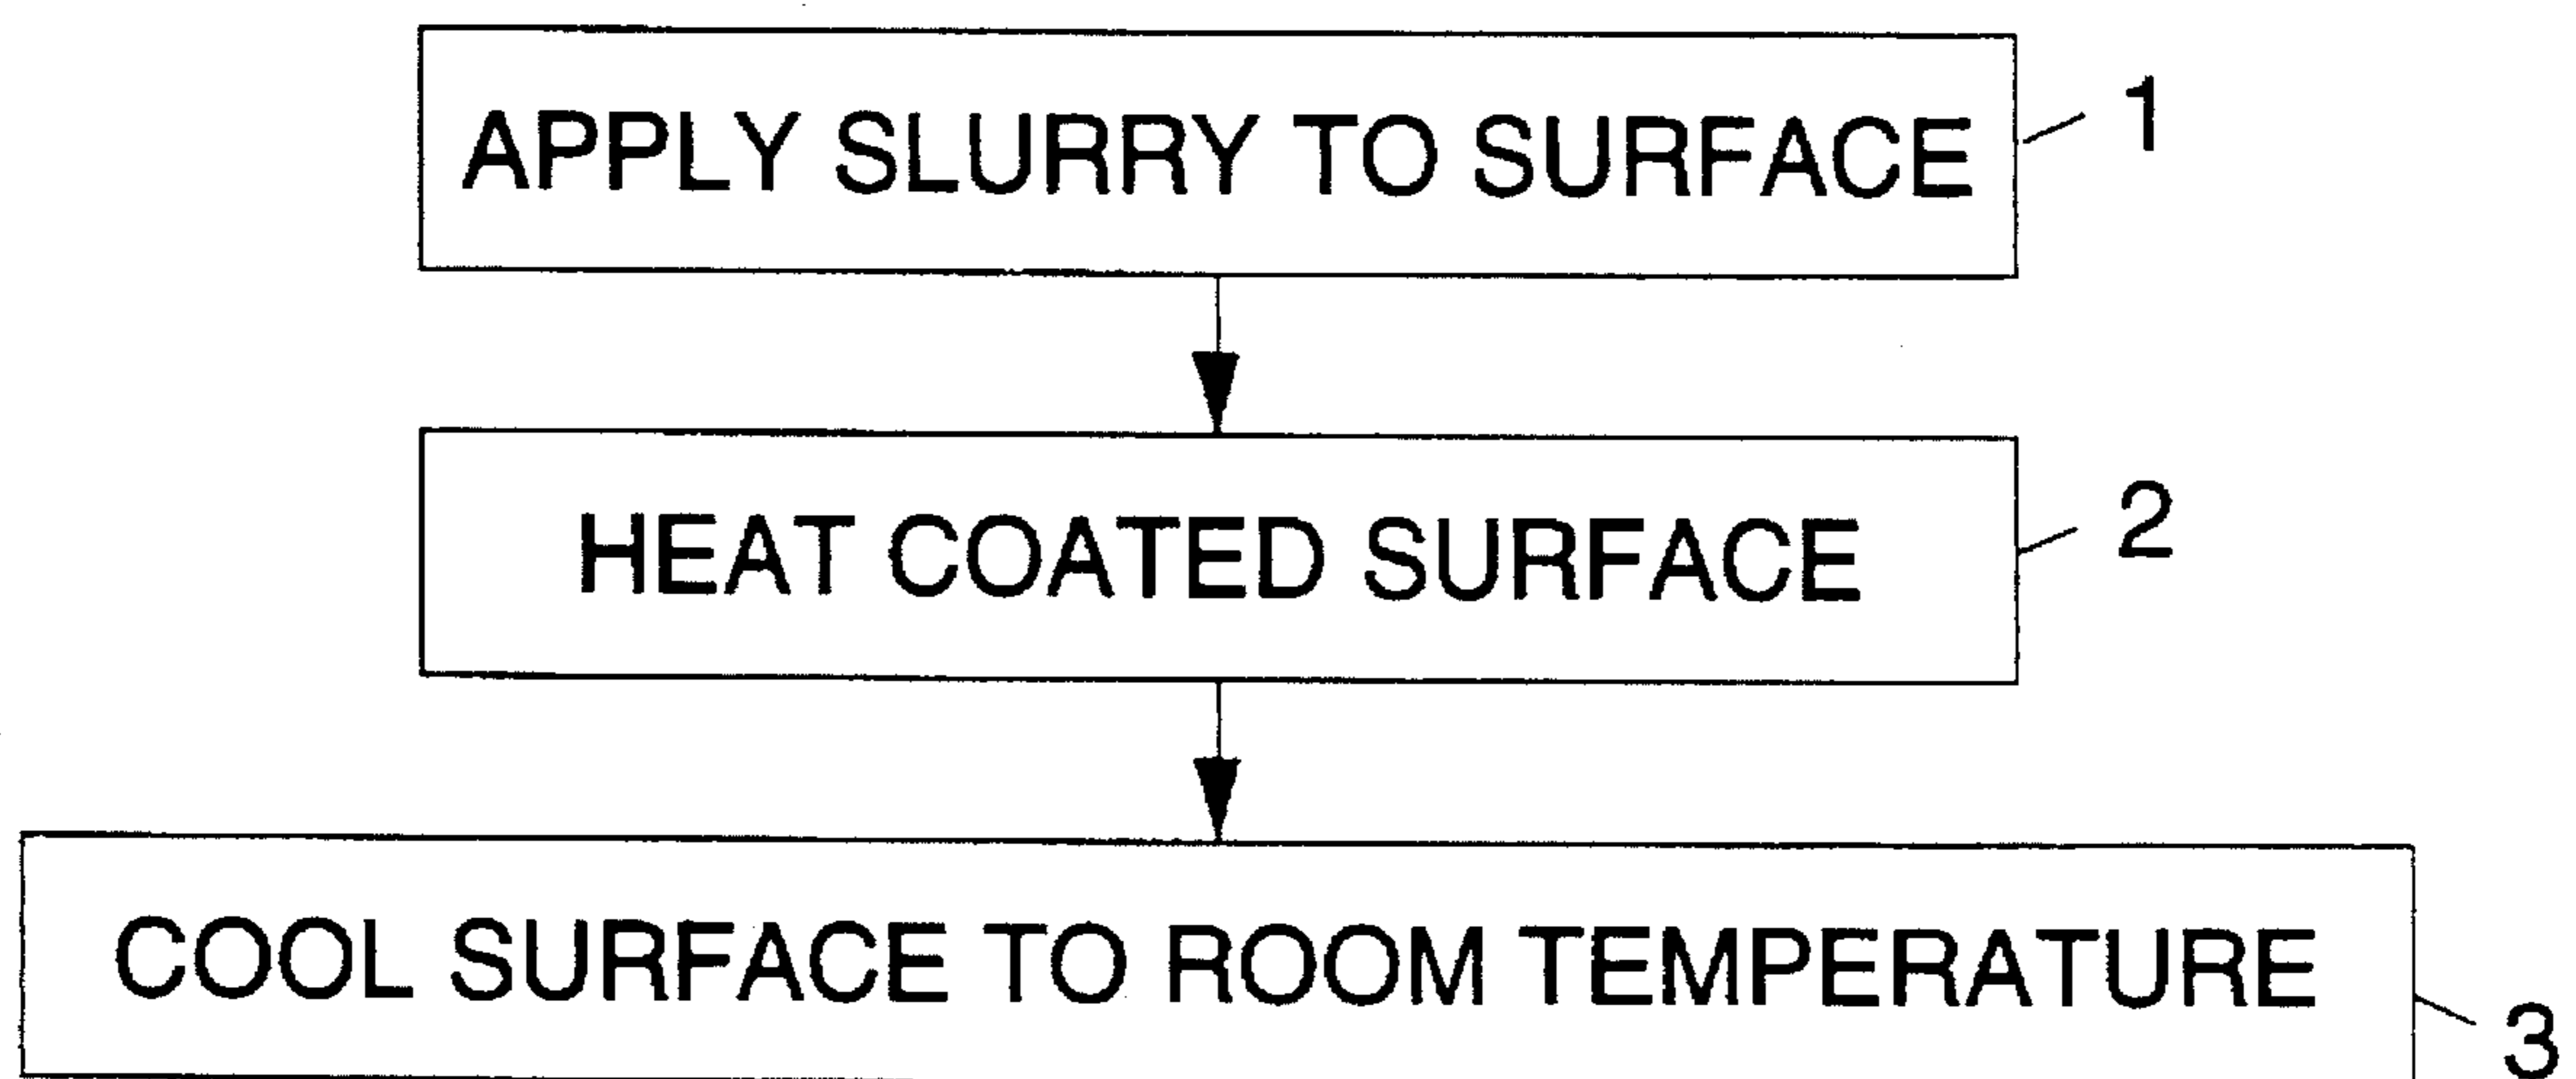 APPLY SLURRY TO SURFACE 1
HEAT COATED SURFACE 2
COOL SURFACE TO ROOM TEMPERATURE 3